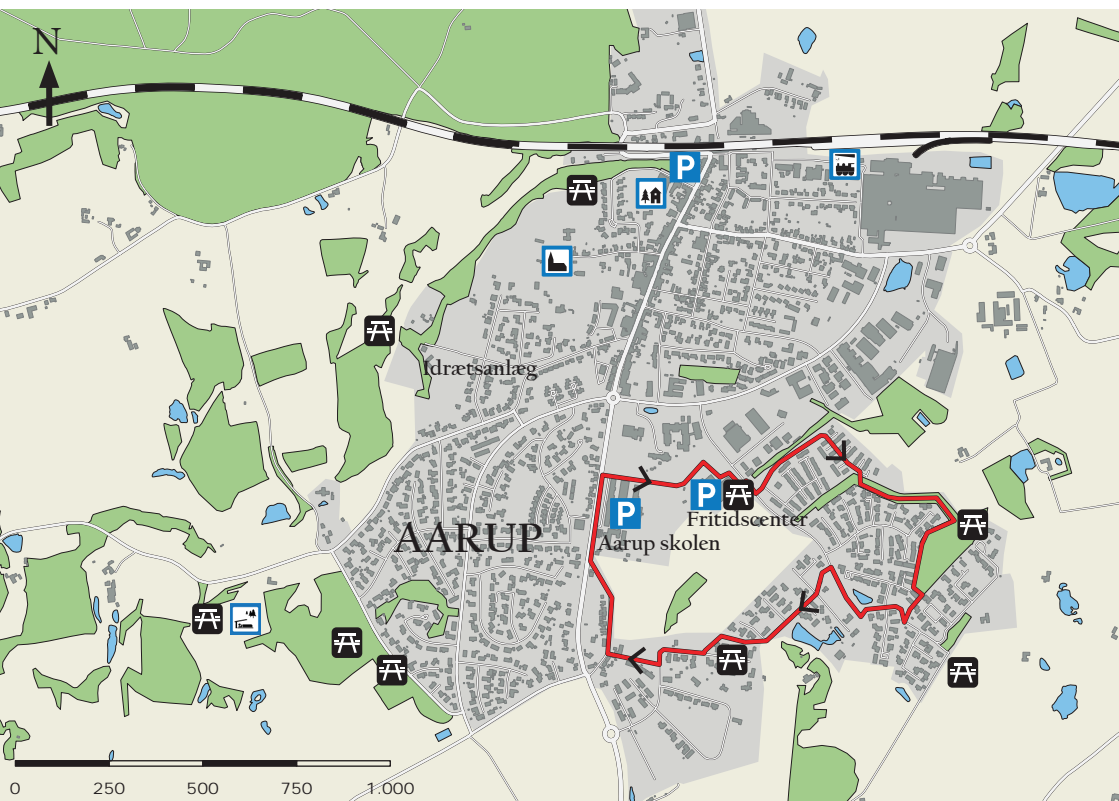 N
P
Idrætsanlæg
P
P
Fritidscenter
AARUP
Aarup skolen
0 250 500 750 1.000